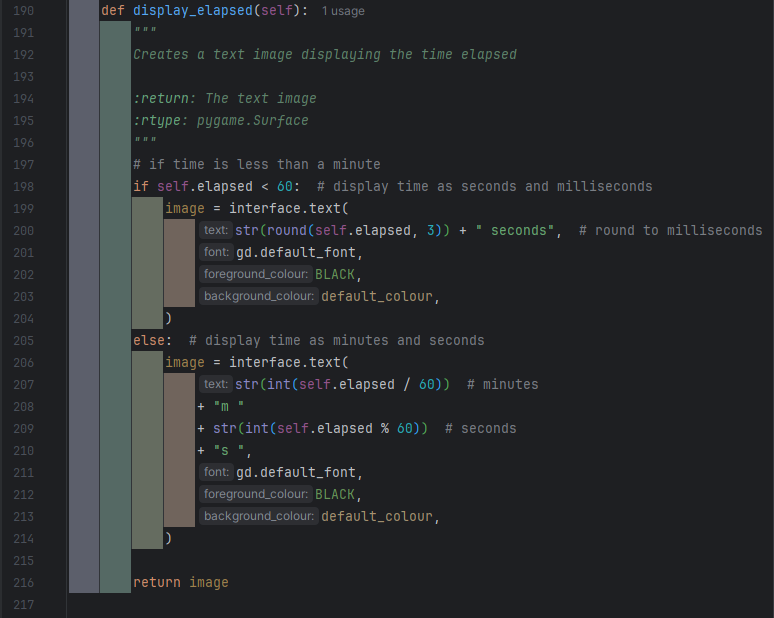 190 def display_elapsed(self): 1 usage
191 """
192 Creates a text image displaying the time elapsed
193
194 :return: The text image
195 :rtype: pygame.Surface
196 """
197 # if time is less than a minute
198 if self.elapsed < 60:  # display time as seconds and milliseconds
199 image = interface.text(
200 text: str(round(self.elapsed, 3)) + " seconds",  # round to milliseconds
201 font: gd.default_font,
202 foreground_colour: BLACK,
203 background_colour: default_colour,
204 )
205 else:  # display time as minutes and seconds
206 image = interface.text(
207 text: str(int(self.elapsed / 60))  # minutes
208 + "m "
209 + str(int(self.elapsed % 60))  # seconds
210 + "s ",
211 font: gd.default_font,
212 foreground_colour: BLACK,
213 background_colour: default_colour,
214 )
215
216 return image
217